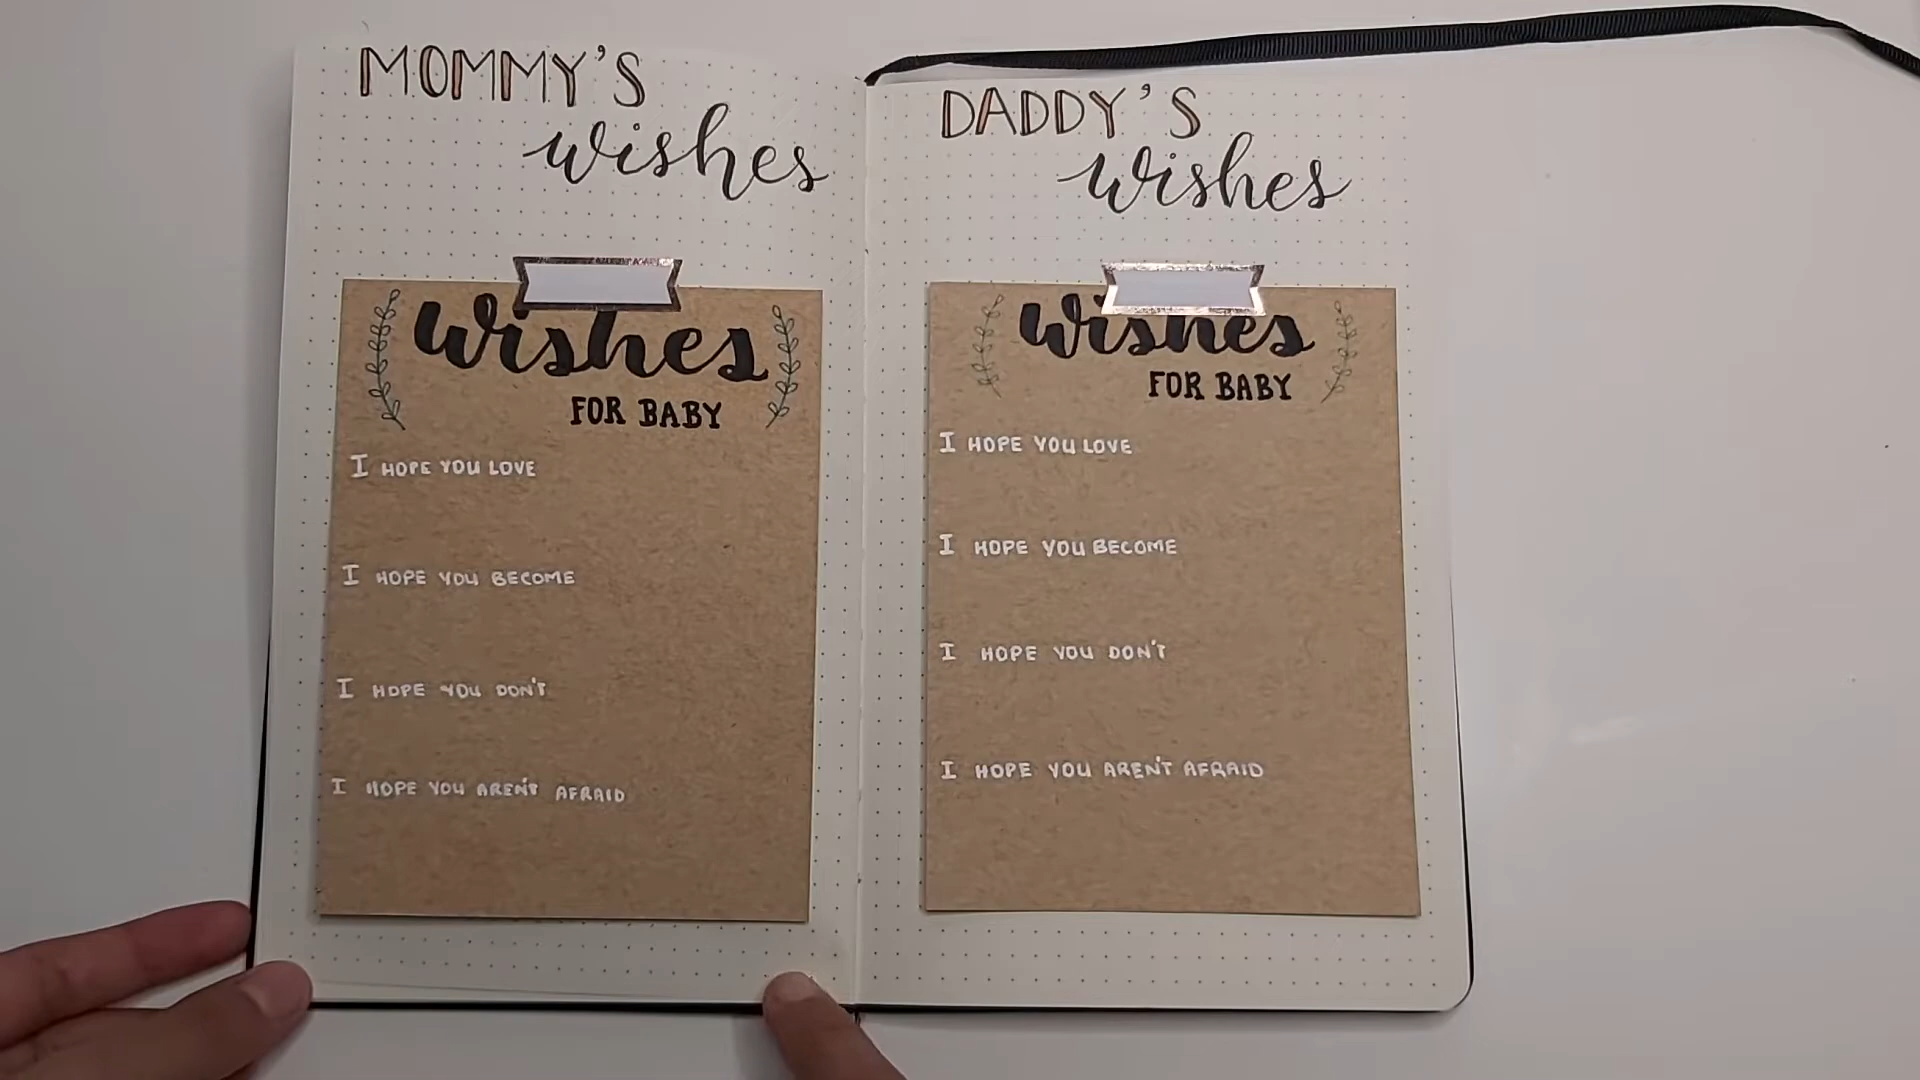 MOMMY'S
wishes
wishes
FOR BABY
I HOPE YOU LOVE
I HOPE YOU BECOME
I HOPE YOU DON'T
I HOPE YOU AREN'T AFRAID
DADDY'S
wishes
wishes
FOR BABY
I HOPE YOU LOVE
I HOPE YOU BECOME
I HOPE YOU DON'T
I HOPE YOU AREN'T AFRAID